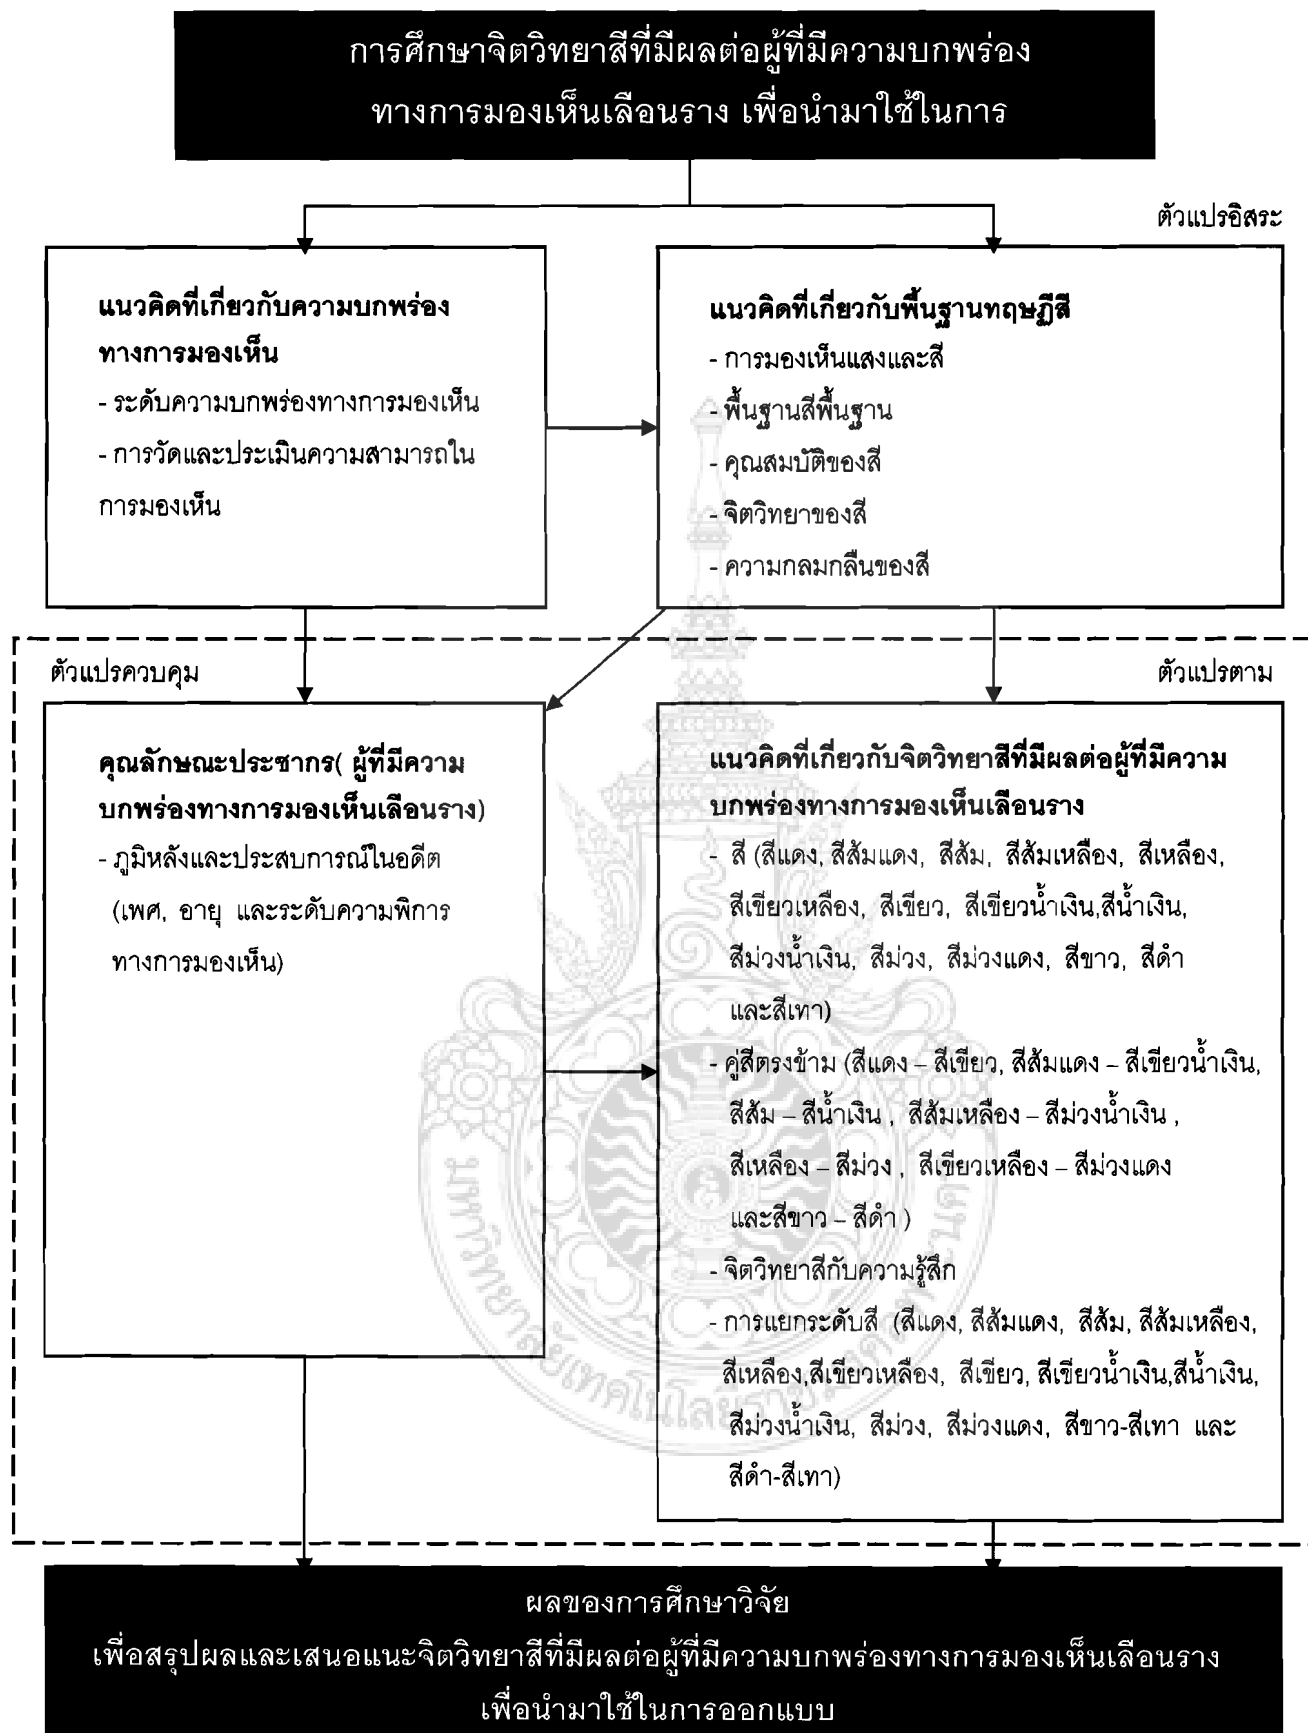 การศึกษาจิตวิทยาสีที่มีผลต่อผู้ที่มีความบกพร่อง
ทางการมองเห็นเลือนราง เพื่อนำมาใช้ในการ
ตัวแปรอิสระ
แนวคิดที่เกี่ยวกับความบกพร่อง
ทางการมองเห็น
- ระดับความบกพร่องทางการมองเห็น
- การวัดและประเมินความสามารถใน
การมองเห็น
แนวคิดที่เกี่ยวกับพื้นฐานทฤษฎีสี
- การมองเห็นแสงและสี
- พื้นฐานสีพื้นฐาน
- คุณสมบัติของสี
- จิตวิทยาของสี
- ความกลมกลืนของสี
ตัวแปรควบคุม
คุณลักษณะประชากร( ผู้ที่มีความ
บกพร่องทางการมองเห็นเลือนราง)
- ภูมิหลังและประสบการณ์ในอดีต
(เพศ, อายุ และระดับความพิการ
ทางการมองเห็น)
ตัวแปรตาม
แนวคิดที่เกี่ยวกับจิตวิทยาสีที่มีผลต่อผู้ที่มีความ
บกพร่องทางการมองเห็นเลือนราง
- สี (สีแดง, สีส้มแดง, สีส้ม, สีส้มเหลือง, สีเหลือง,
สีเขียวเหลือง, สีเขียว, สีเขียวน้ำเงิน,สีน้ำเงิน,
สีม่วงน้ำเงิน, สีม่วง, สีม่วงแดง, สีขาว, สีดำ
และสีเทา)
- คู่สีตรงข้าม (สีแดง – สีเขียว, สีส้มแดง – สีเขียวน้ำเงิน,
สีส้ม – สีน้ำเงิน , สีส้มเหลือง – สีม่วงน้ำเงิน ,
สีเหลือง – สีม่วง , สีเขียวเหลือง – สีม่วงแดง
และสีขาว – สีดำ )
- จิตวิทยาสีกับความรู้สึก
- การแยกระดับสี (สีแดง, สีส้มแดง, สีส้ม, สีส้มเหลือง,
สีเหลือง,สีเขียวเหลือง, สีเขียว, สีเขียวน้ำเงิน,สีน้ำเงิน,
สีม่วงน้ำเงิน, สีม่วง, สีม่วงแดง, สีขาว-สีเทา และ
สีดำ-สีเทา)
มหาวิทยาลัยเทคโนโลยีราชมงคลพระนคร
ผลของการศึกษาวิจัย
เพื่อสรุปผลและเสนอแนะจิตวิทยาสีที่มีผลต่อผู้ที่มีความบกพร่องทางการมองเห็นเลือนราง
เพื่อนำมาใช้ในการออกแบบ